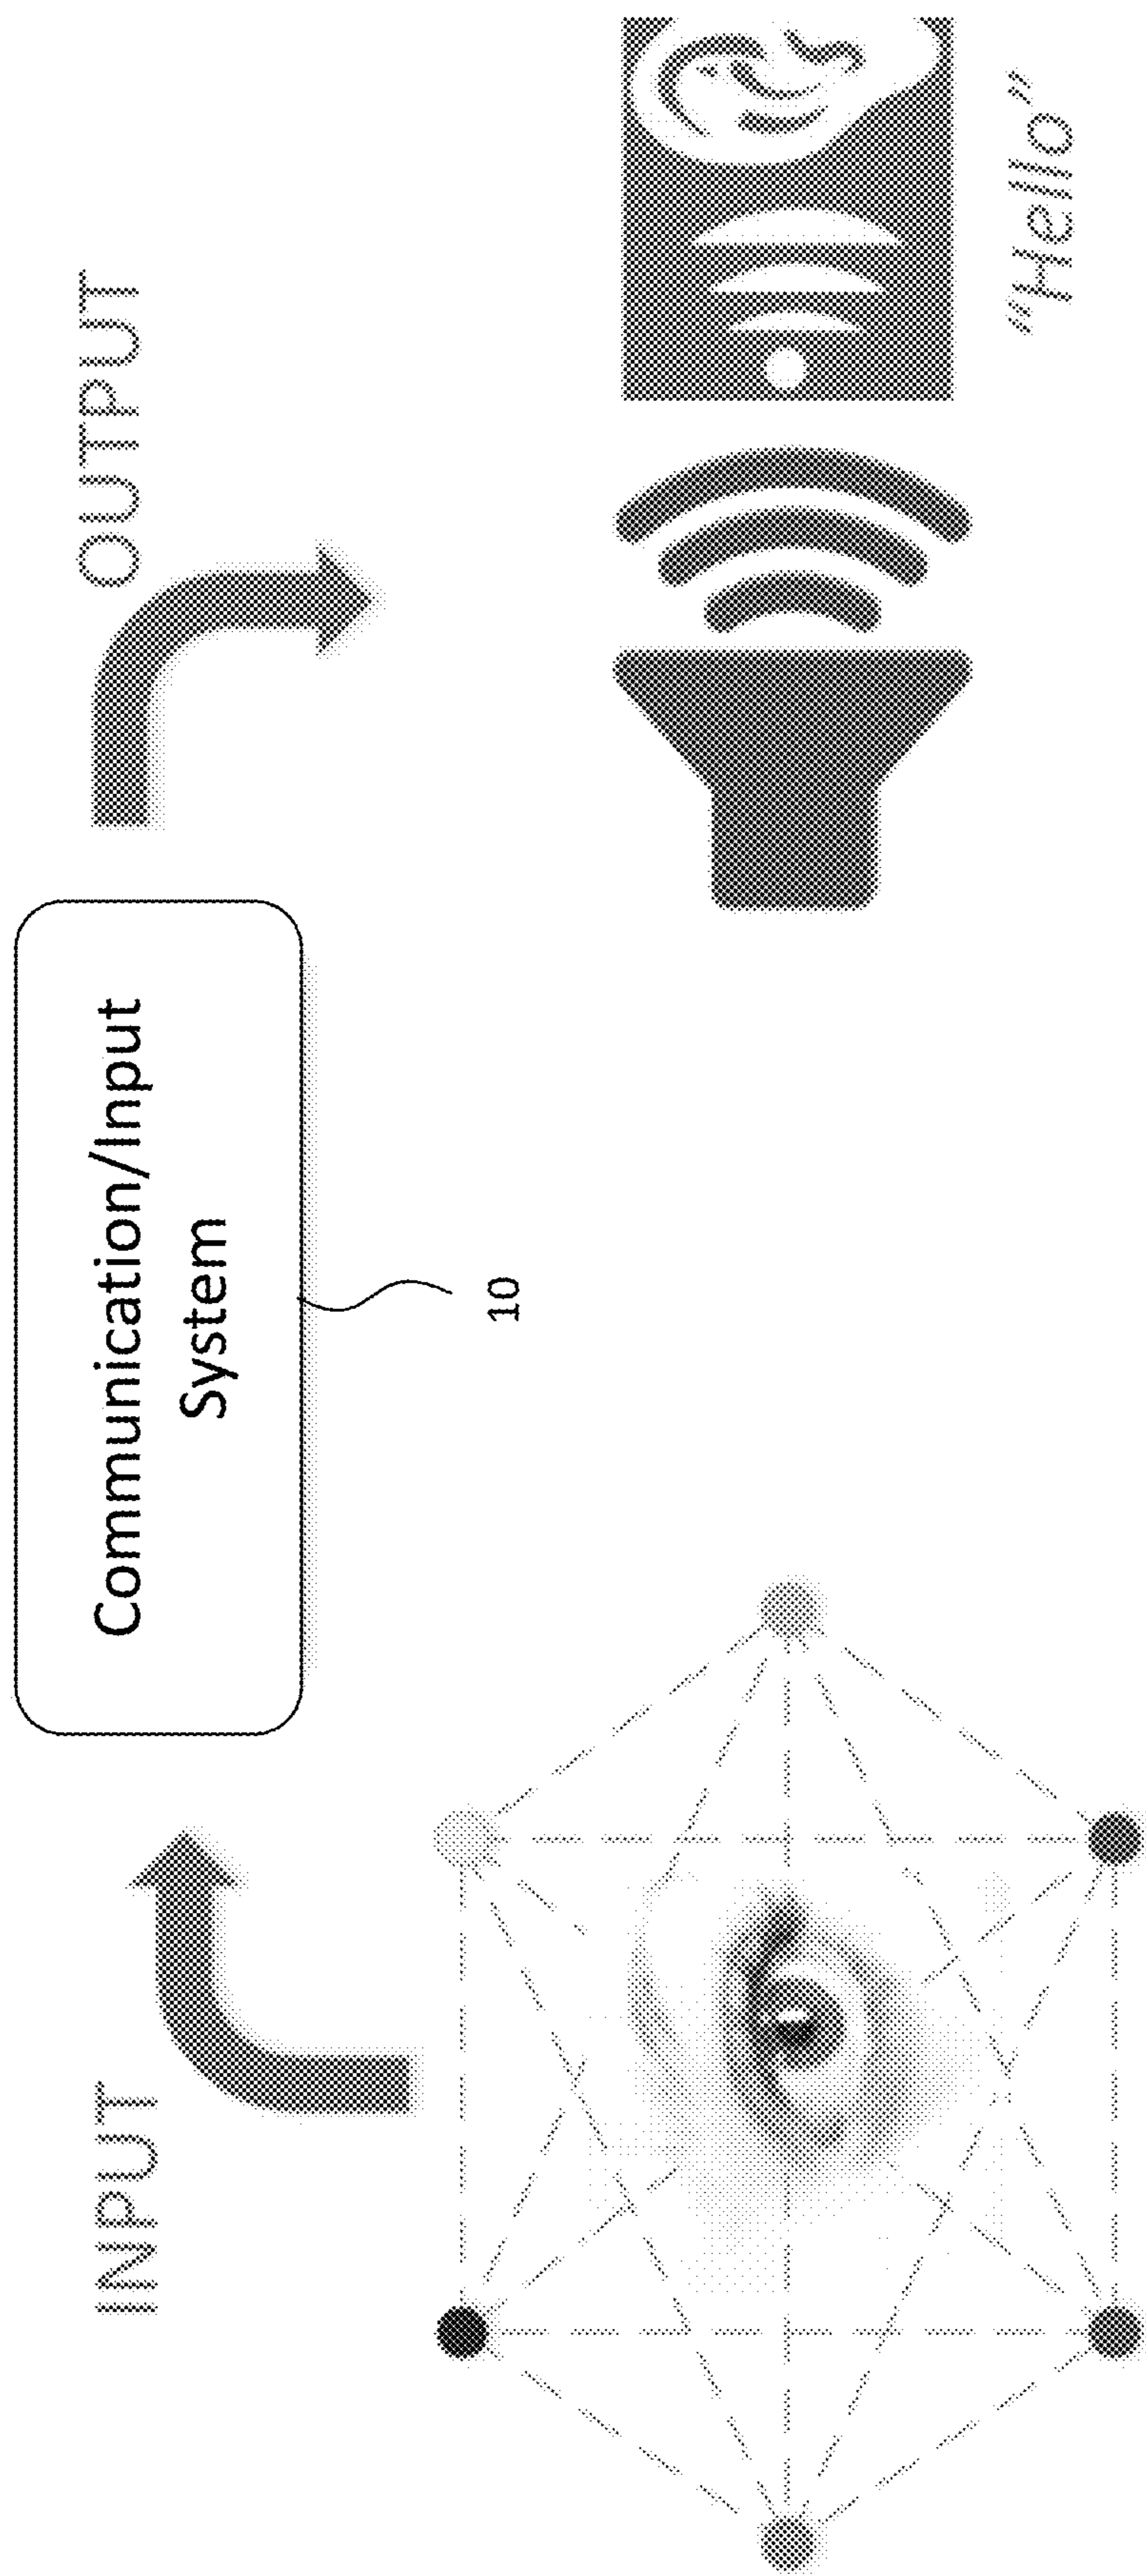 INPUT
Communication/Input
System
10
OUTPUT
“Hello”